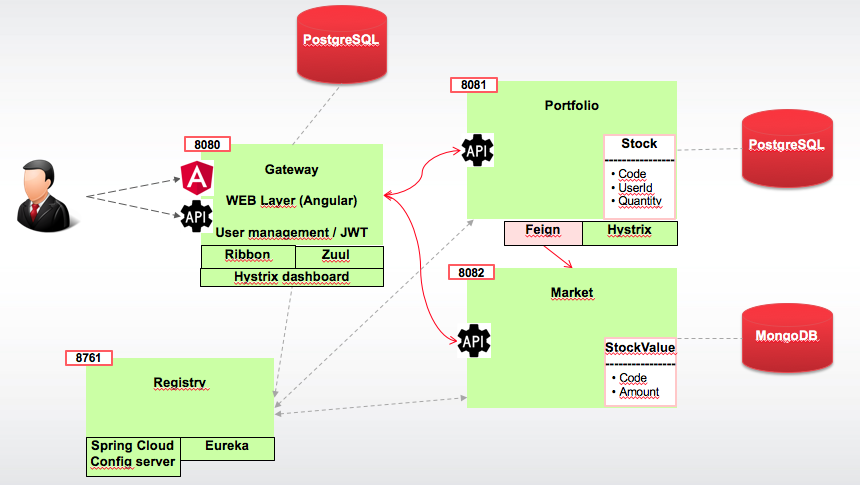 PostgreSQL
8081
Portfolio
8080
API
Stock
-----------------
• Code
• UserId
• Quantity
PostgreSQL
Gateway
WEB Layer (Angular)
API
User management / JWT
Ribbon
Zuul
Hystrix dashboard
Feign
Hystrix
8082
Market
API
StockValue
-----------------
• Code
• Amount
MongoDB
8761
Registry
Spring Cloud
Config server
Eureka